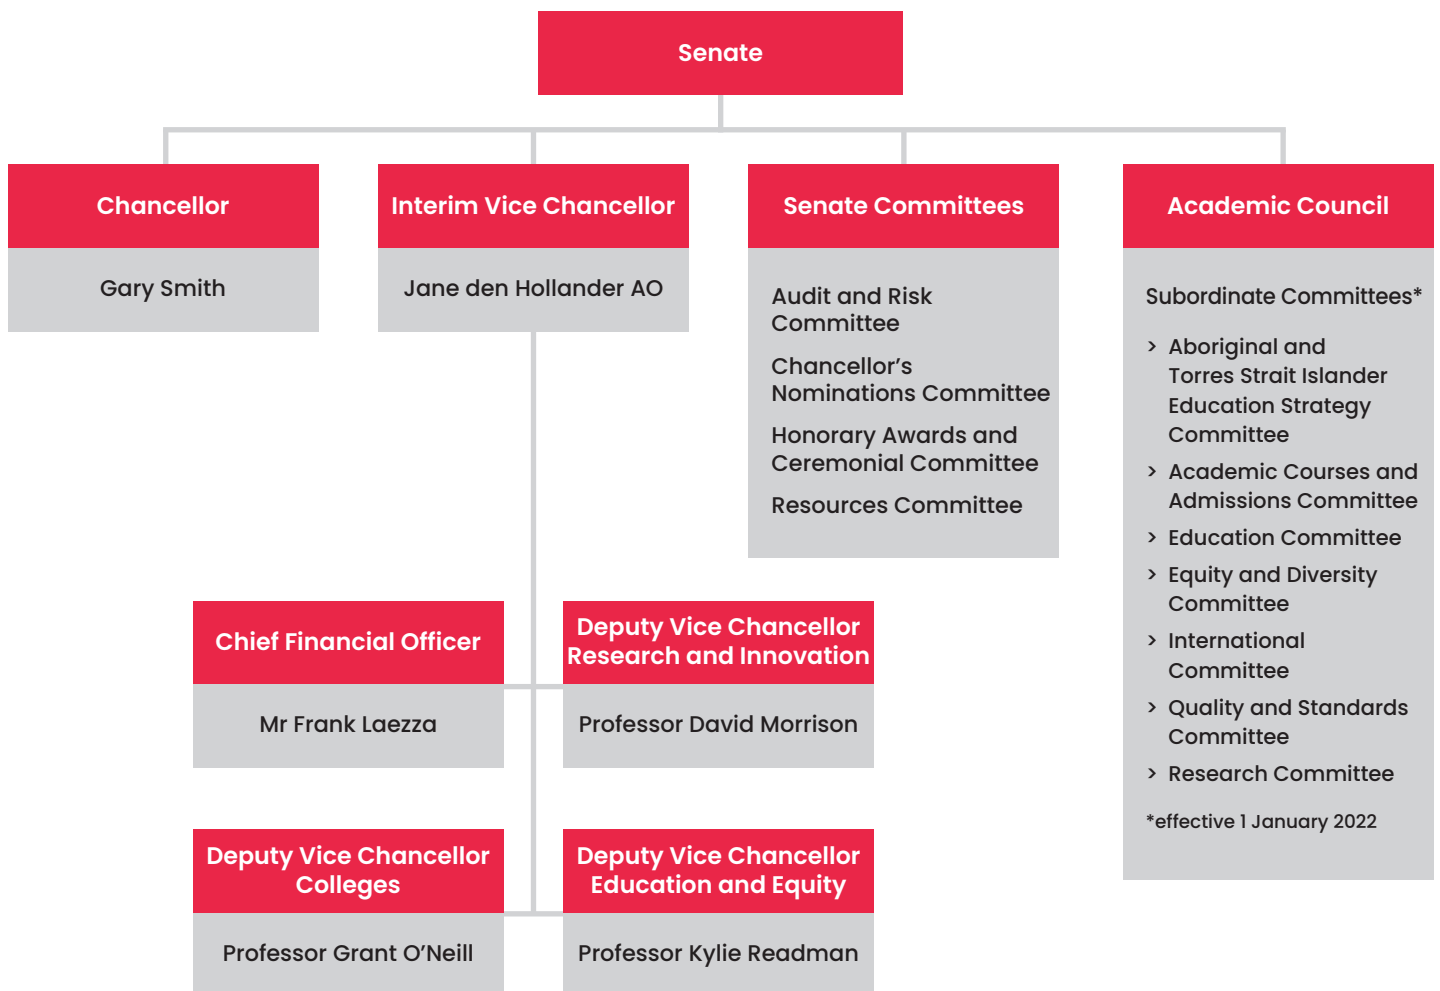 Senate
Chancellor
Gary Smith
Interim Vice Chancellor
Jane den Hollander AO
Senate Committees
Audit and Risk
Committee
Chancellor’s
Nominations Committee
Honorary Awards and
Ceremonial Committee
Resources Committee
Academic Council
Subordinate Committees*
> Aboriginal and
Torres Strait Islander
Education Strategy
Committee
> Academic Courses and
Admissions Committee
> Education Committee
> Equity and Diversity
Committee
> International
Committee
> Quality and Standards
Committee
> Research Committee
*effective 1 January 2022
Chief Financial Officer
Mr Frank Laezza
Deputy Vice Chancellor
Research and Innovation
Professor David Morrison
Deputy Vice Chancellor
Colleges
Professor Grant O’Neill
Deputy Vice Chancellor
Education and Equity
Professor Kylie Readman